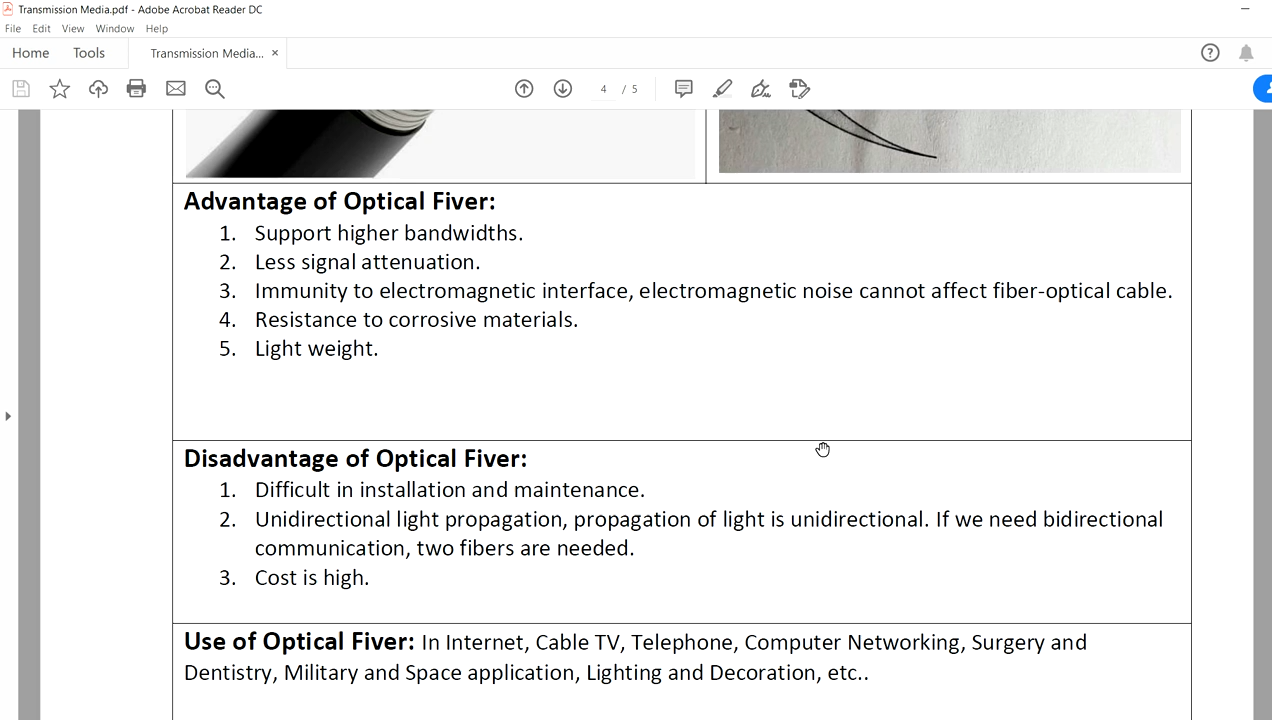 Transmission Media.pdf - Adobe Acrobat Reader DC
File Edit View Window Help
Home Tools Transmission Media... ×
4 / 5
Advantage of Optical Fiver:
1. Support higher bandwidths.
2. Less signal attenuation.
3. Immunity to electromagnetic interface, electromagnetic noise cannot affect fiber-optical cable.
4. Resistance to corrosive materials.
5. Light weight.
Disadvantage of Optical Fiver:
1. Difficult in installation and maintenance.
2. Unidirectional light propagation, propagation of light is unidirectional. If we need bidirectional
communication, two fibers are needed.
3. Cost is high.
Use of Optical Fiver: In Internet, Cable TV, Telephone, Computer Networking, Surgery and
Dentistry, Military and Space application, Lighting and Decoration, etc..